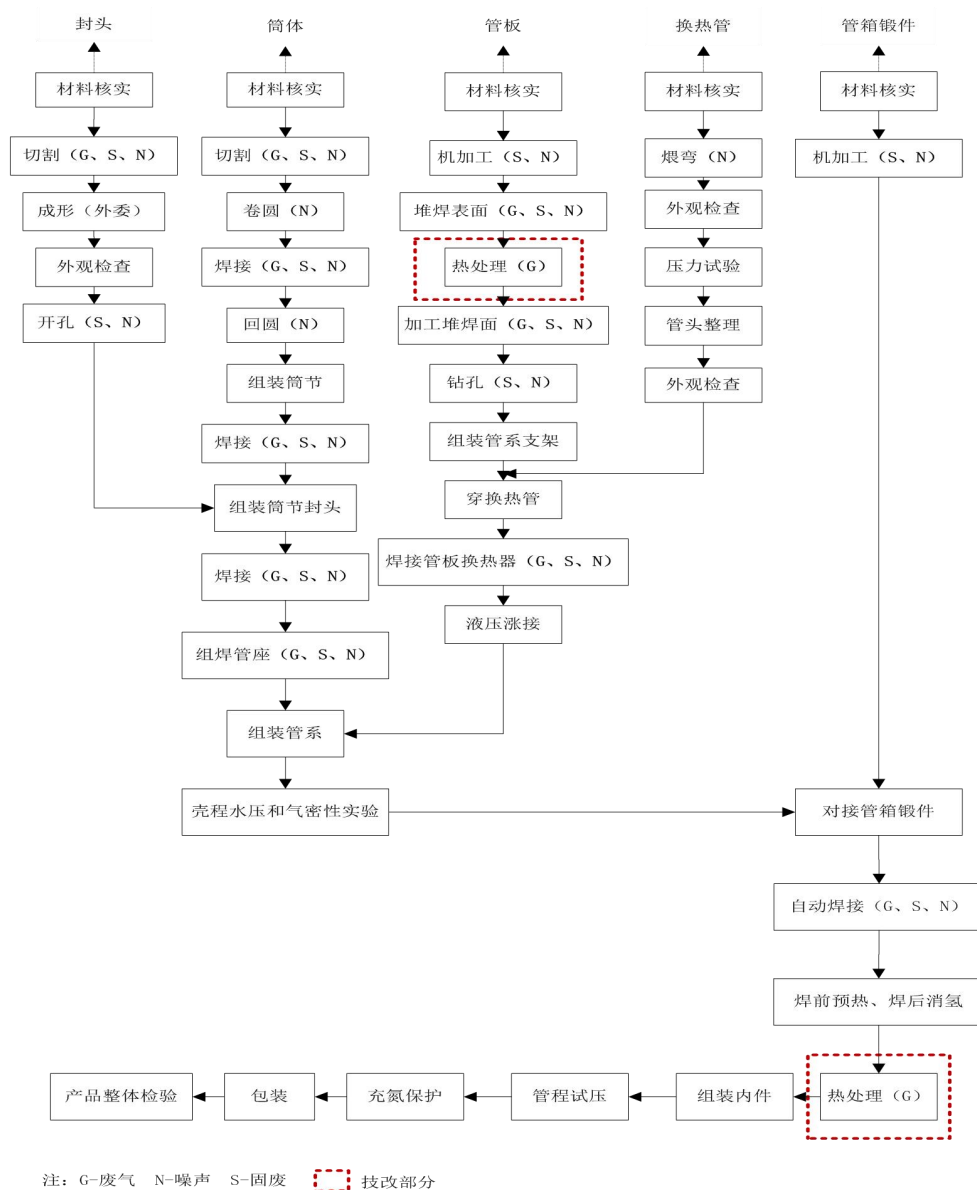 封头
筒体
管板
换热管
管箱锻件
材料核实
材料核实
材料核实
材料核实
材料核实
切割（G、S、N）
切割（G、S、N）
机加工（S、N）
煨弯（N）
机加工（S、N）
成形（外委）
卷圆（N）
堆焊表面（G、S、N）
外观检查
外观检查
焊接（G、S、N）
热处理（G）
压力试验
开孔（S、N）
回圆（N）
加工堆焊面（G、S、N）
管头整理
组装筒节
钻孔（S、N）
外观检查
焊接（G、S、N）
组装管系支架
组装筒节封头
穿换热管
焊接（G、S、N）
焊接管板换热器（G、S、N）
液压涨接
组焊管座（G、S、N）
组装管系
壳程水压和气密性实验
对接管箱锻件
自动焊接（G、S、N）
焊前预热、焊后消氢
产品整体检验
包装
充氮保护
管程试压
组装内件
热处理（G）
注：G-废气 N-噪声 S-固废 技改部分